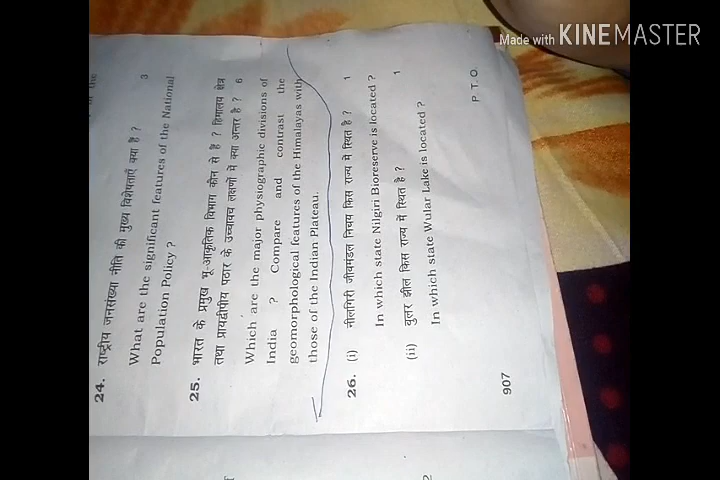 Made with KINEMASTER
the
24. राष्ट्रीय जनसंख्या नीति की मुख्य विशेषताएँ क्या हैं ? 3
What are the significant features of the National
Population Policy ?
25. भारत के प्रमुख भू-आकृतिक विभाग कौन से हैं ? हिमालय क्षेत्र
तथा प्रायद्वीपीय पठार के उच्चावच लक्षणों में क्या अन्तर है ? 6
Which are the major physiographic divisions of
India ? Compare and contrast the
geomorphological features of the Himalayas with
those of the Indian Plateau.
26. (i) नीलगिरी जीवमण्डल निचय किस राज्य में स्थित है ? 1
In which state Nilgiri Bioreserve is located ?
(ii) वुलर झील किस राज्य में स्थित है ? 1
In which state Wular Lake is located ?
907
P. T. O.